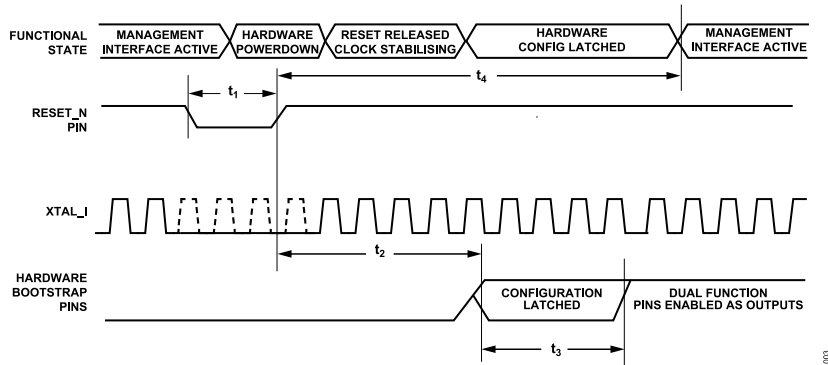 FUNCTIONAL
STATE
MANAGEMENT
INTERFACE ACTIVE
HARDWARE
POWERDOWN
RESET RELEASED
CLOCK STABILISING
HARDWARE
CONFIG LATCHED
MANAGEMENT
INTERFACE ACTIVE
t1
t4
RESET_N
PIN
XTAL_I
t2
HARDWARE
BOOTSTRAP
PINS
CONFIGURATION
LATCHED
DUAL FUNCTION
PINS ENABLED AS OUTPUTS
t3
003